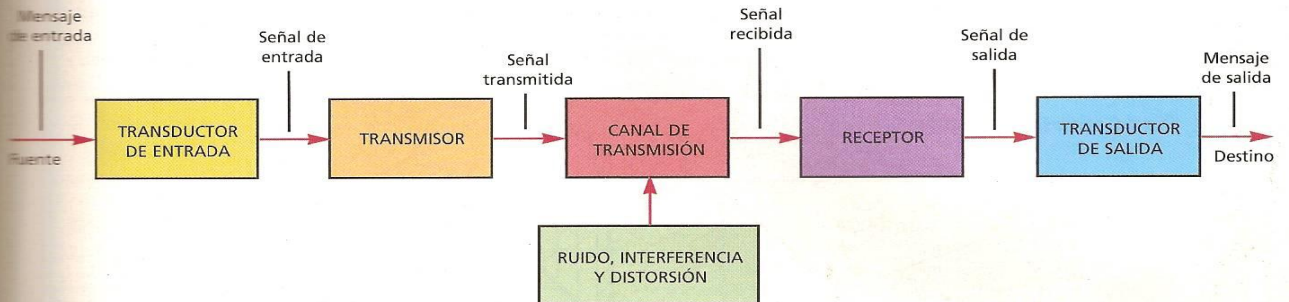 Mensaje
de entrada
Fuente
TRANSDUCTOR
DE ENTRADA
Señal de
entrada
TRANSMISOR
Señal
transmitida
CANAL DE
TRANSMISIÓN
RUIDO, INTERFERENCIA
Y DISTORSIÓN
Señal
recibida
RECEPTOR
Señal de
salida
TRANSDUCTOR
DE SALIDA
Mensaje
de salida
Destino